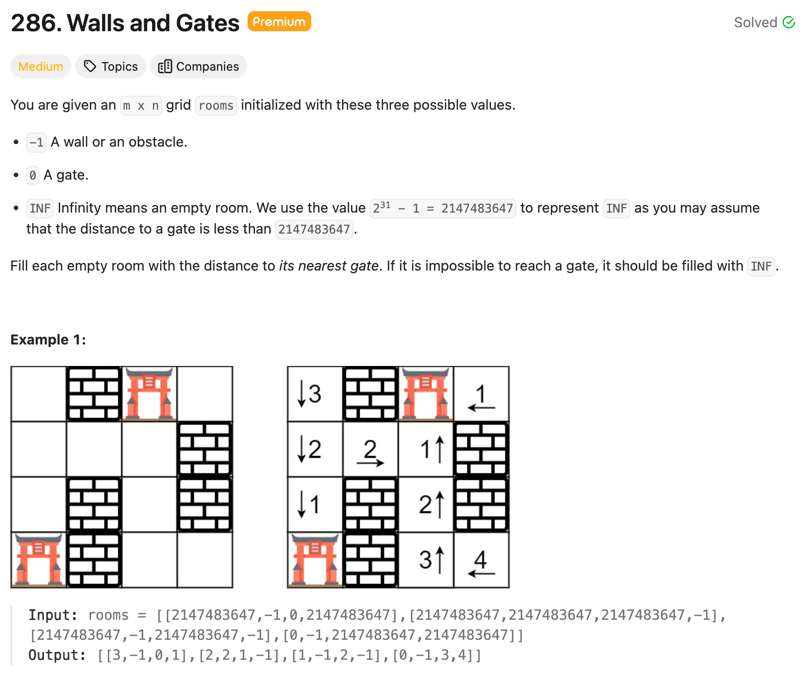 286. Walls and Gates Premium Solved
Medium Topics Companies
You are given an m x n grid rooms initialized with these three possible values.
• -1 A wall or an obstacle.
• 0 A gate.
• INF Infinity means an empty room. We use the value 2³¹ - 1 = 2147483647 to represent INF as you may assume
that the distance to a gate is less than 2147483647.
Fill each empty room with the distance to its nearest gate. If it is impossible to reach a gate, it should be filled with INF.
Example 1:
↓3 1←
↓2 2→ 1↑
↓1 2↑
3↑ 4←
Input: rooms = [[2147483647,-1,0,2147483647],[2147483647,2147483647,2147483647,-1],
[2147483647,-1,2147483647,-1],[0,-1,2147483647,2147483647]]
Output: [[3,-1,0,1],[2,2,1,-1],[1,-1,2,-1],[0,-1,3,4]]